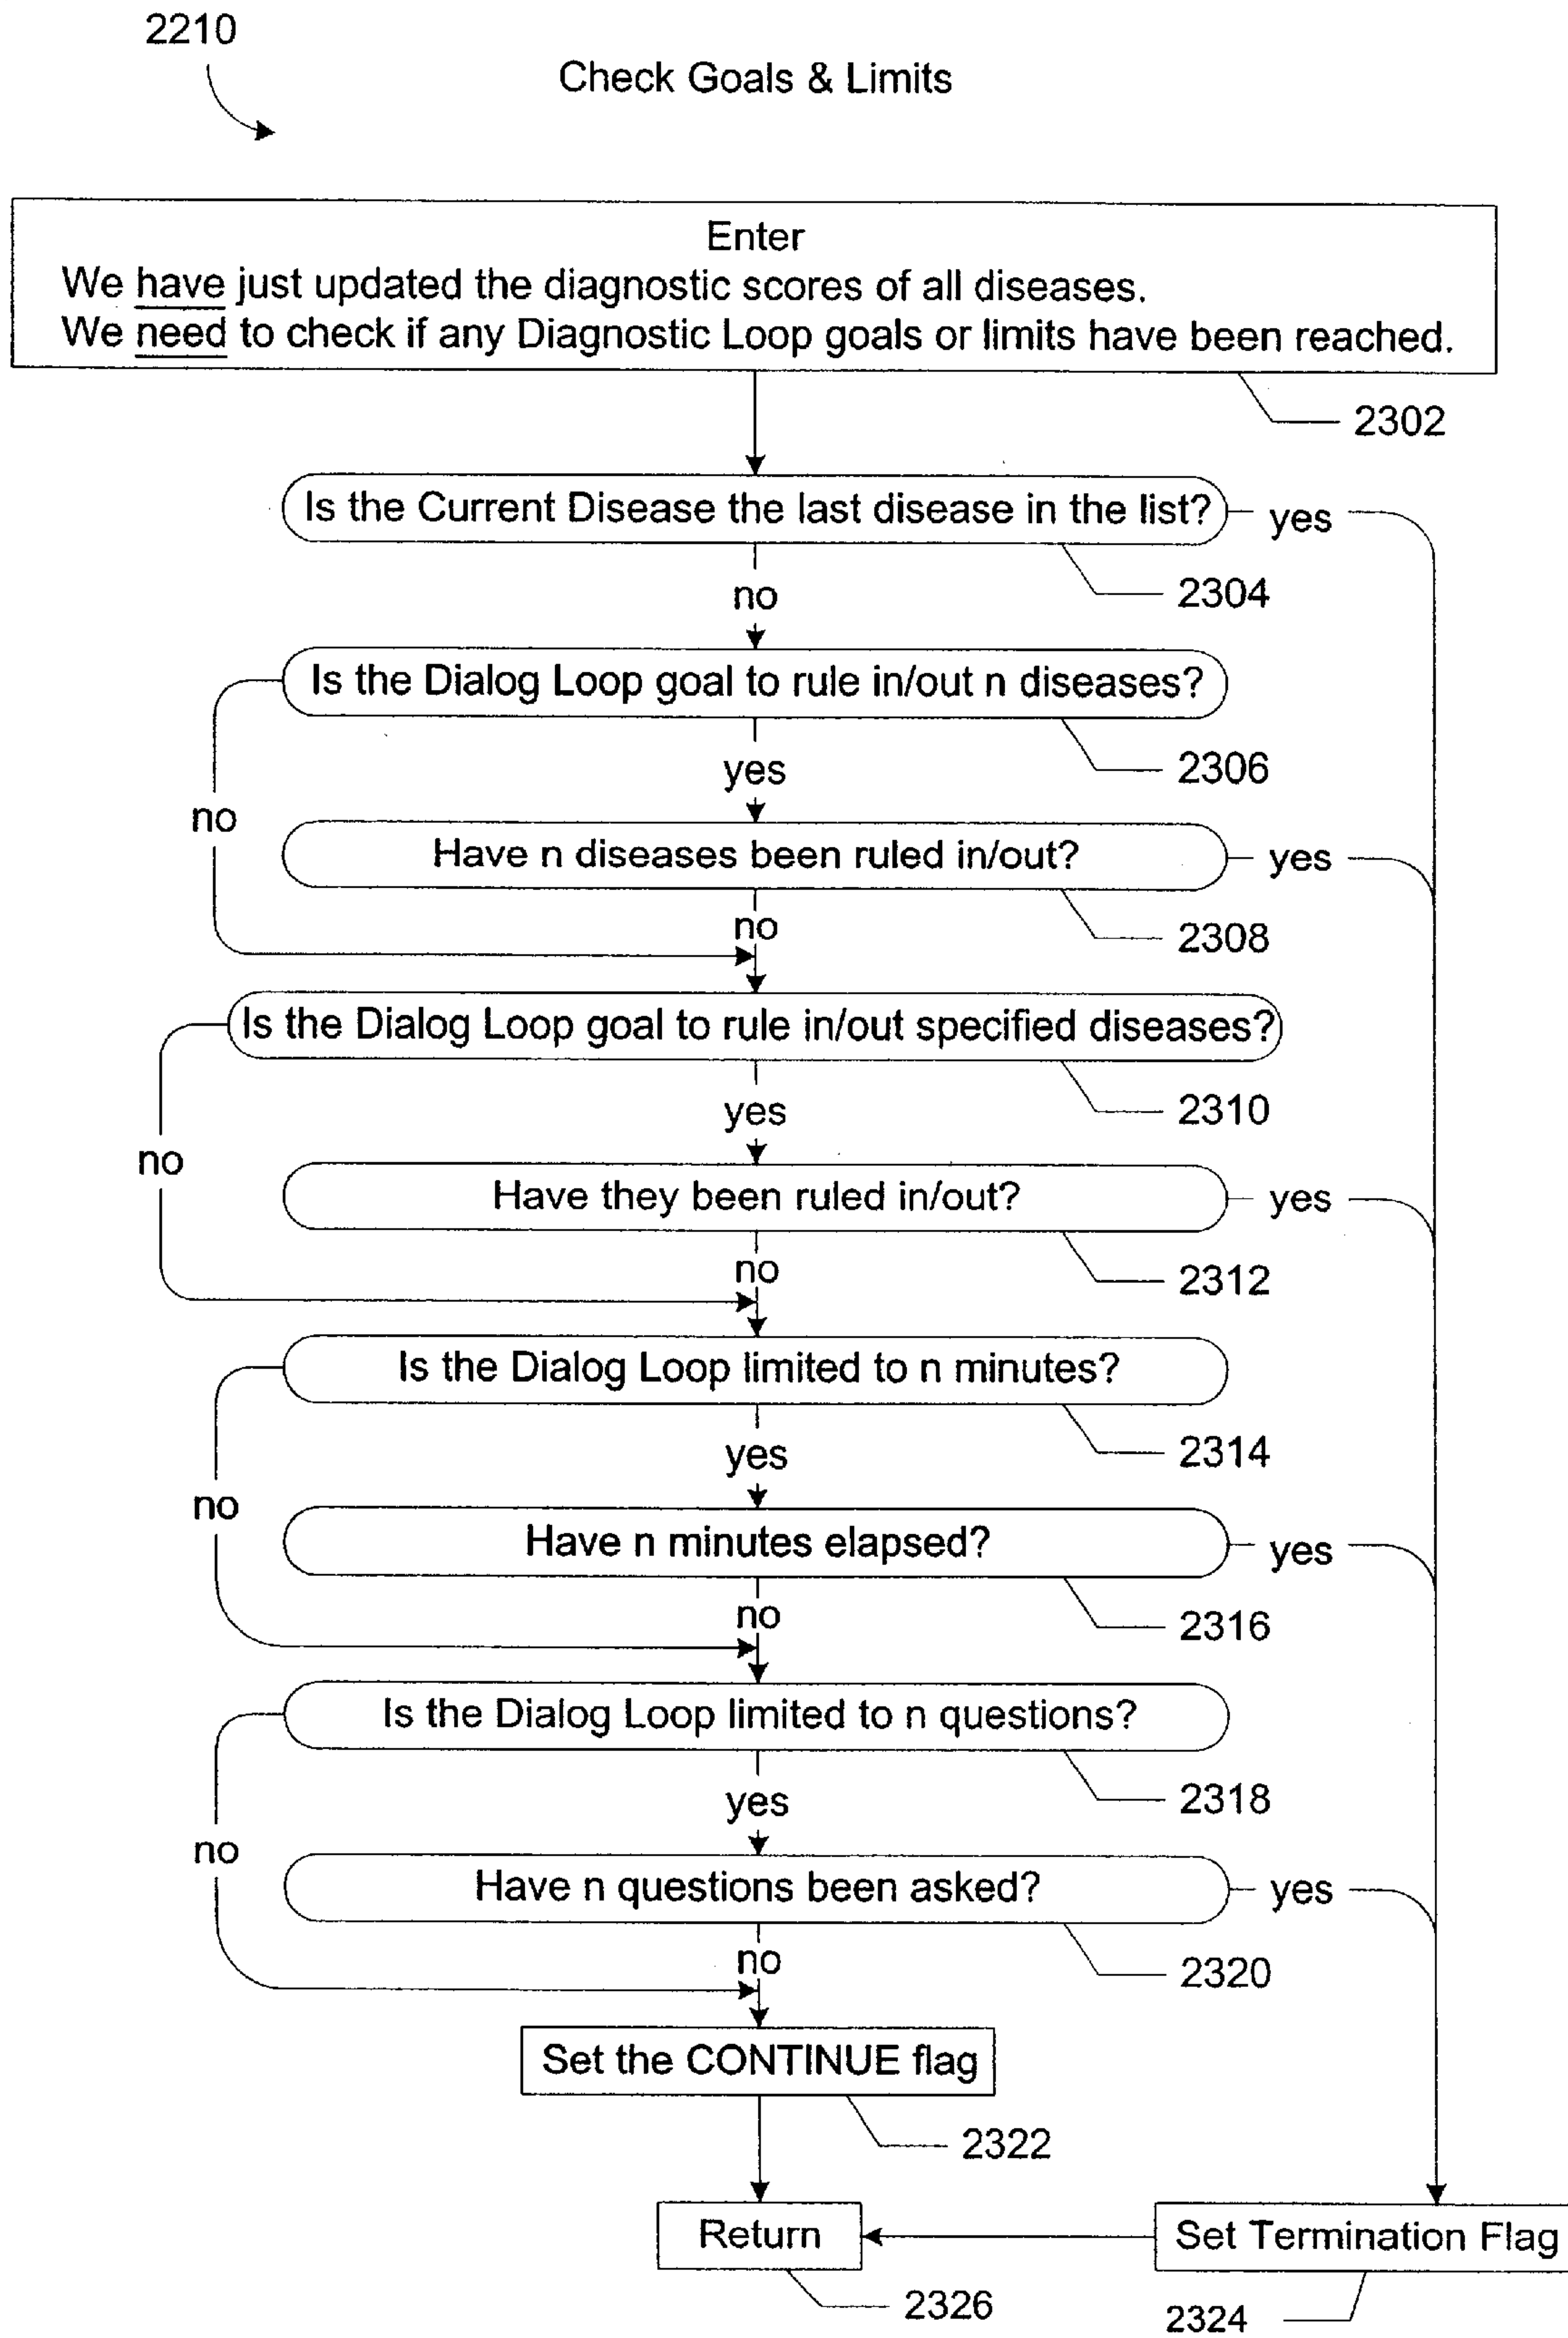 2210
Check Goals & Limits
Enter
We have just updated the diagnostic scores of all diseases.
We need to check if any Diagnostic Loop goals or limits have been reached.
2302
Is the Current Disease the last disease in the list?
yes
2304
no
Is the Dialog Loop goal to rule in/out n diseases?
2306
yes
no
Have n diseases been ruled in/out?
yes
2308
no
Is the Dialog Loop goal to rule in/out specified diseases?
2310
yes
no
Have they been ruled in/out?
yes
2312
no
Is the Dialog Loop limited to n minutes?
2314
yes
no
Have n minutes elapsed?
yes
2316
no
Is the Dialog Loop limited to n questions?
2318
yes
no
Have n questions been asked?
yes
2320
no
Set the CONTINUE flag
2322
Return
Set Termination Flag
2326
2324